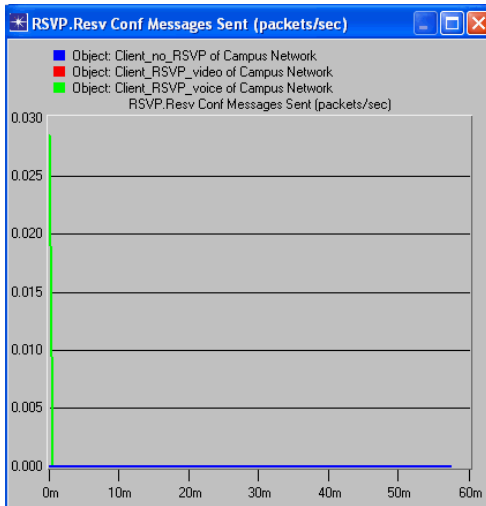 RSVP.Resv Conf Messages Sent (packets/sec)
Object: Client_no_RSVP of Campus Network
Object: Client_RSVP_video of Campus Network
Object: Client_RSVP_voice of Campus Network
RSVP.Resv Conf Messages Sent (packets/sec)
0.030
0.025
0.020
0.015
0.010
0.005
0.000
0m 10m 20m 30m 40m 50m 60m